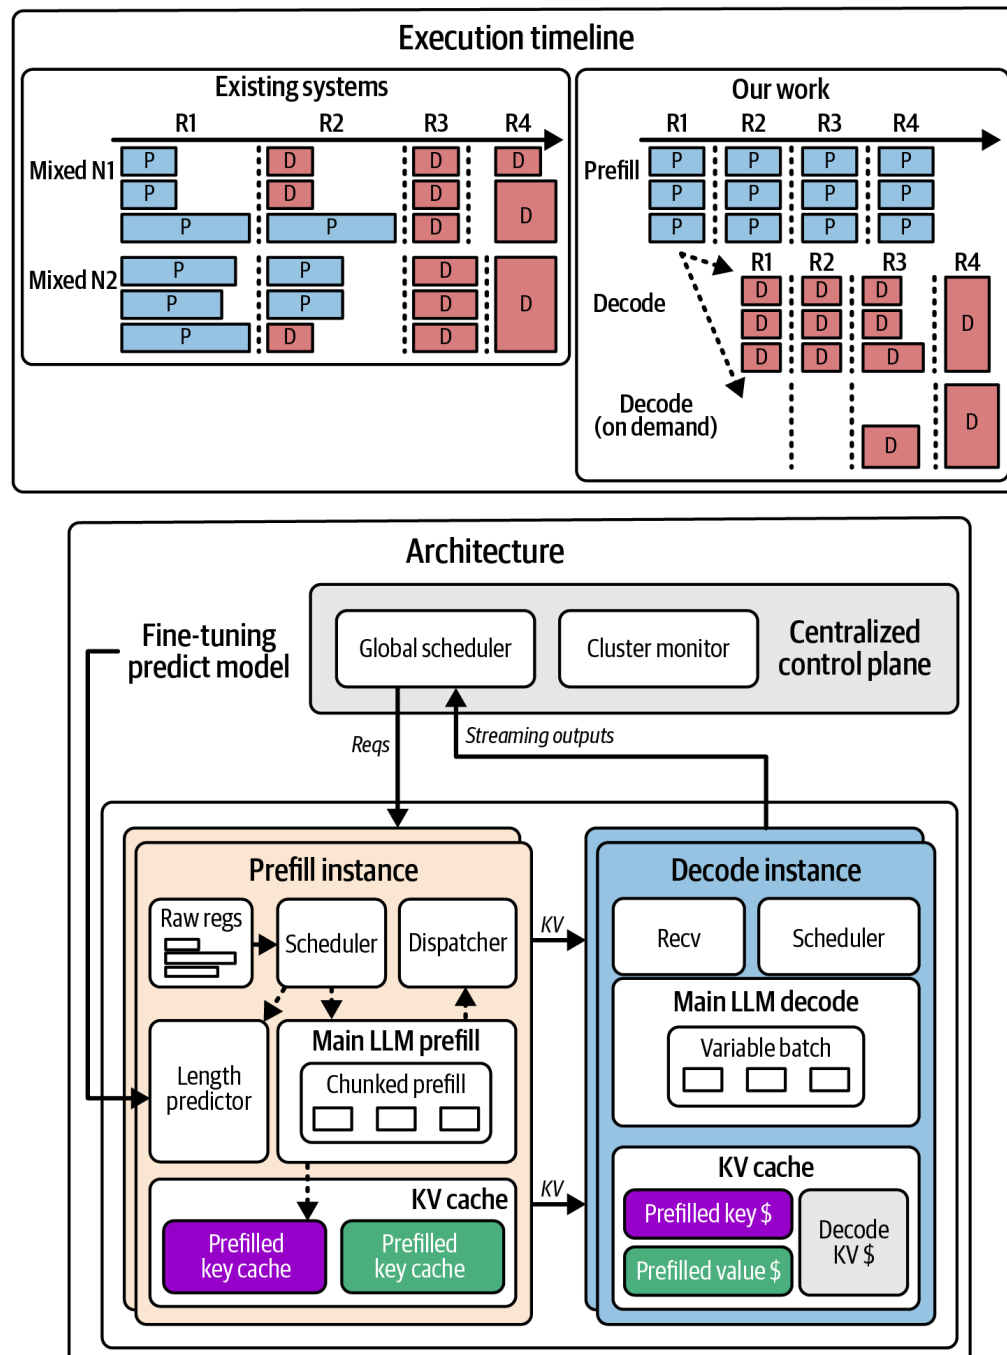 Execution timeline
Existing systems
R1 R2 R3 R4
Mixed N1
P D D D
P D D D
P P D
Mixed N2
P P D D
P P D
P D D
Our work
R1 R2 R3 R4
Prefill
P P P P
P P P P
P P P P
R1 R2 R3 R4
Decode
D D D D
D D D
D D D
Decode
(on demand)
D D
Architecture
Fine-tuning
predict model
Global scheduler
Cluster monitor
Centralized
control plane
Reqs
Streaming outputs
Prefill instance
Raw regs
Scheduler
Dispatcher
Length
predictor
Main LLM prefill
Chunked prefill
KV cache
Prefilled
key cache
Prefilled
key cache
KV
KV
Decode instance
Recv
Scheduler
Main LLM decode
Variable batch
KV cache
Prefilled key $
Prefilled value $
Decode
KV $